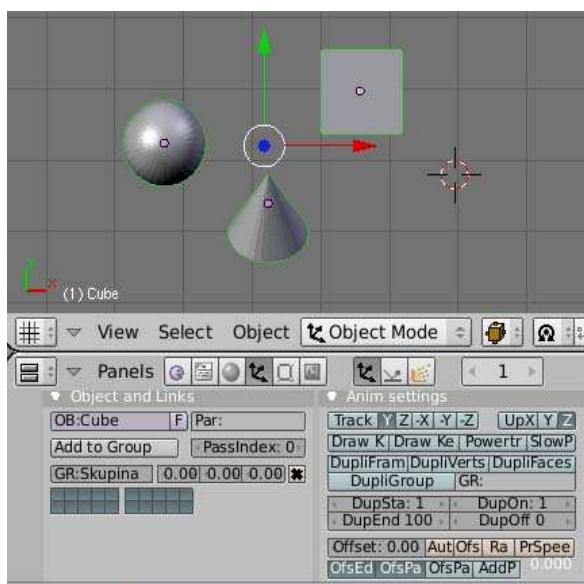 y
x
(1) Cube
View Select Object Object Mode
Panels 1
Object and Links
OB:Cube F Par:
Add to Group PassIndex: 0
GR:Skupina 0.00 0.00 0.00
Anim settings
Track Y Z -X -Y -Z UpX Y Z
Draw K Draw Ke Powertr SlowP
DupliFram DupliVerts DupliFaces
DupliGroup GR:
DupSta: 1 DupOn: 1
DupEnd 100 DupOff 0
Offset: 0.00 Aut Ofs Ra PrSpee
OfsEd OfsPa OfsPa AddP 0.000